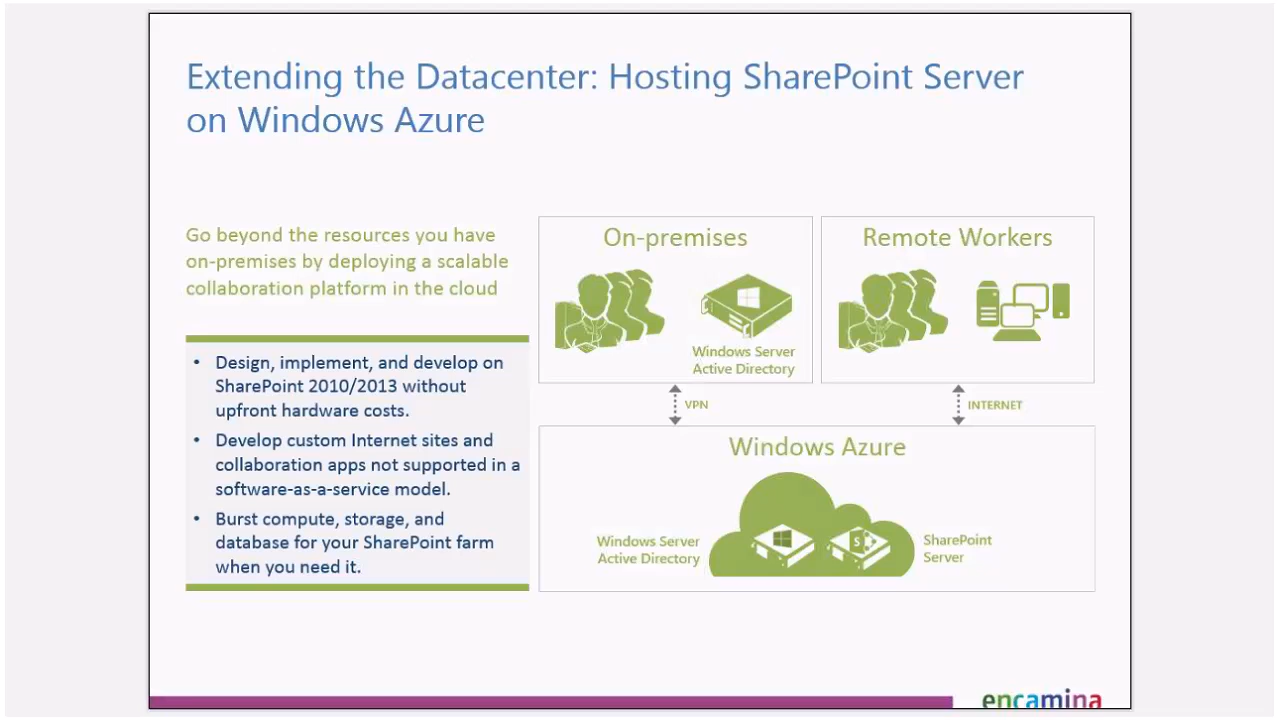 Extending the Datacenter: Hosting SharePoint Server
on Windows Azure
Go beyond the resources you have
on-premises by deploying a scalable
collaboration platform in the cloud
• Design, implement, and develop on
SharePoint 2010/2013 without
upfront hardware costs.
• Develop custom Internet sites and
collaboration apps not supported in a
software-as-a-service model.
• Burst compute, storage, and
database for your SharePoint farm
when you need it.
On-premises
Windows Server
Active Directory
Remote Workers
VPN
INTERNET
Windows Azure
Windows Server
Active Directory
S
SharePoint
Server
encamina